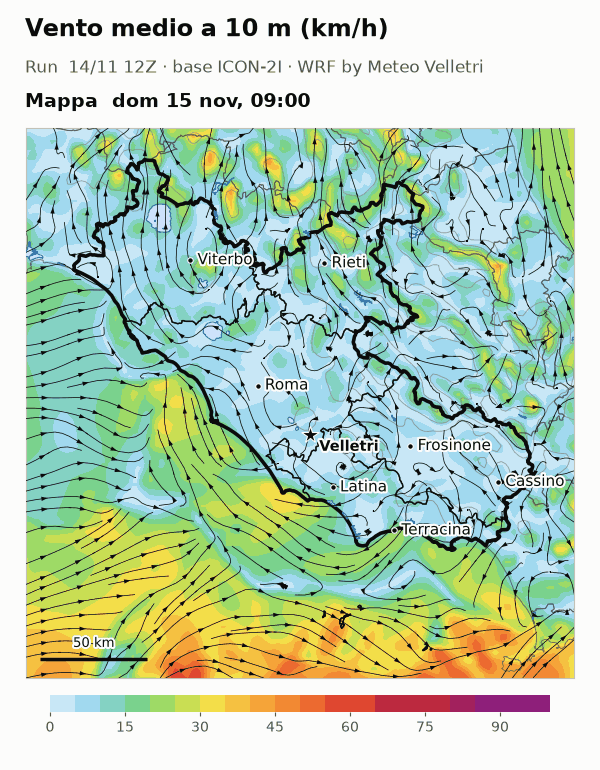 Vento medio a 10 m (km/h)
Run  14/11 12Z · base ICON-2I · WRF by Meteo Velletri
Mappa  dom 15 nov, 09:00
Viterbo
Rieti
Roma
Velletri
Frosinone
Latina
Cassino
Terracina
50 km
0 15 30 45 60 75 90